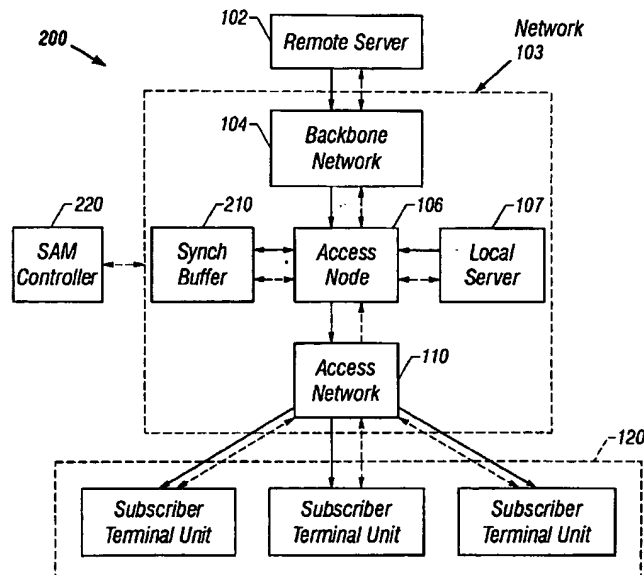 200
102
Remote Server
Network
103
104
Backbone
Network
220
210
106
107
SAM
Controller
Synch
Buffer
Access
Node
Local
Server
110
Access
Network
120
Subscriber
Terminal Unit
Subscriber
Terminal Unit
Subscriber
Terminal Unit